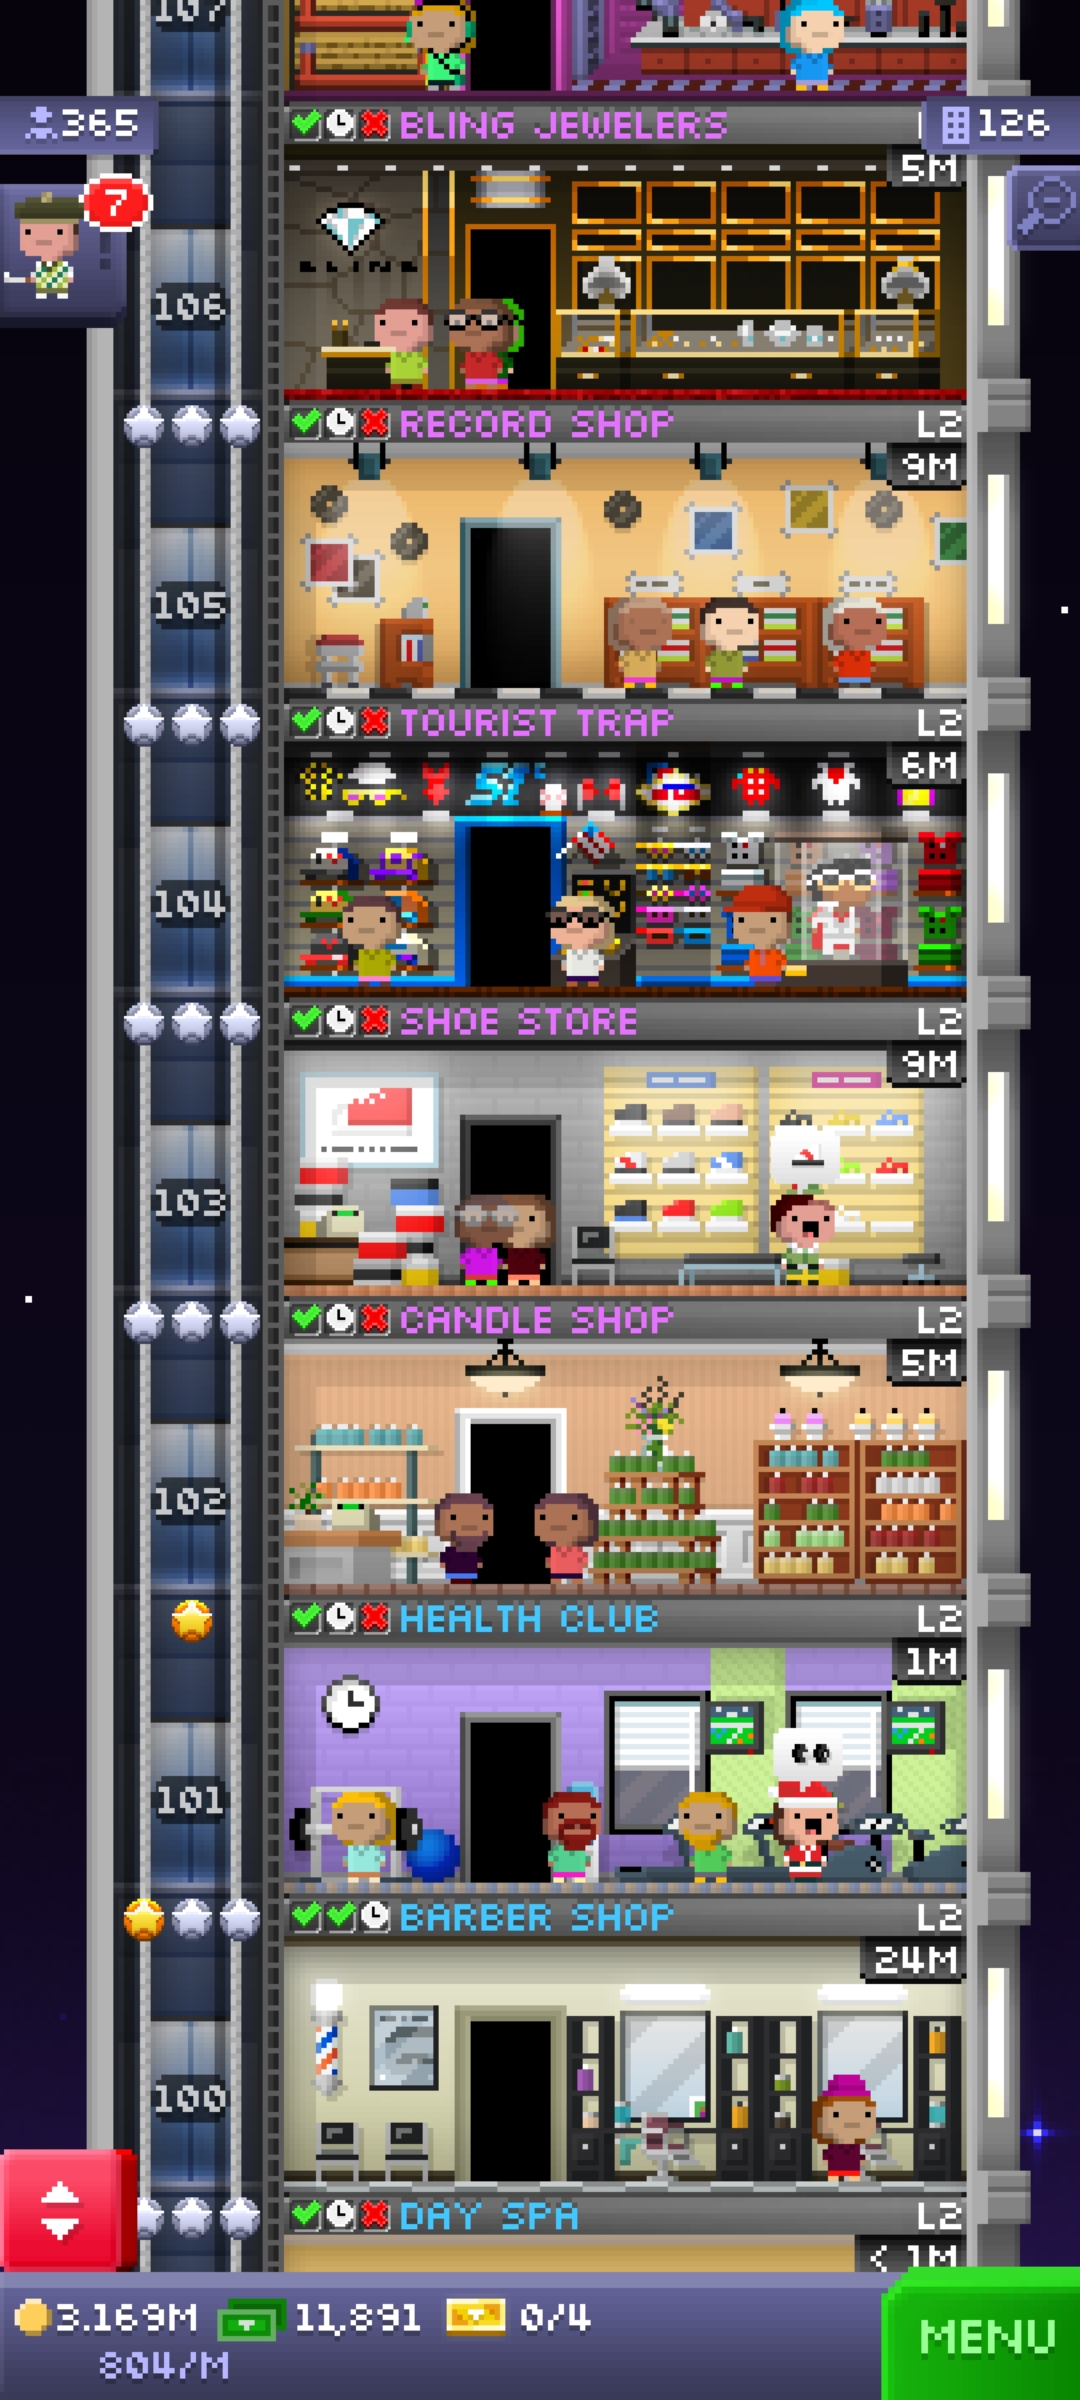 107
365
BLING JEWELERS
126
5M
7
BLING
106
RECORD SHOP L2
9M
105
TOURIST TRAP L2
6M
104
SHOE STORE L2
9M
103
CANDLE SHOP L2
5M
102
HEALTH CLUB L2
1M
101
BARBER SHOP L2
24M
100
DAY SPA L2
< 1M
3.169M 11,891 0/4
804/M
MENU